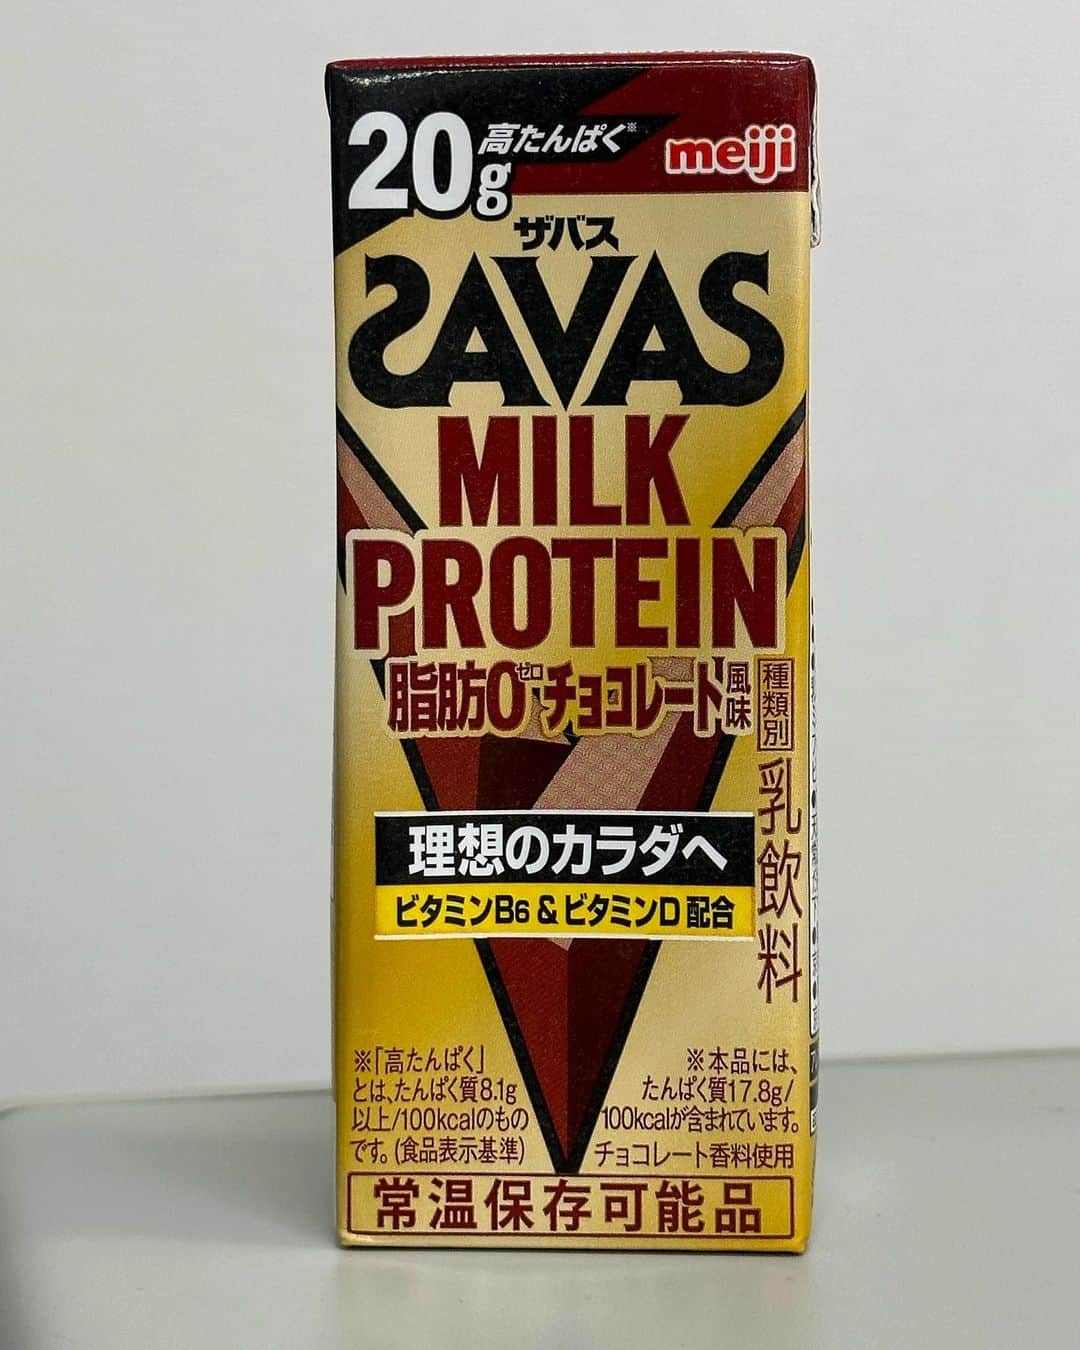 20g
高たんぱく※
meiji
ザバス
SAVAS
MILK
PROTEIN
脂肪0ゼロ チョコレート風味
種類別
乳飲料
理想のカラダへ
ビタミンB6 & ビタミンD 配合
※「高たんぱく」
とは、たんぱく質8.1g
以上/100kcalのもの
です。(食品表示基準)
※本品には、
たんぱく質17.8g/
100kcalが含まれています。
チョコレート香料使用
常温保存可能品